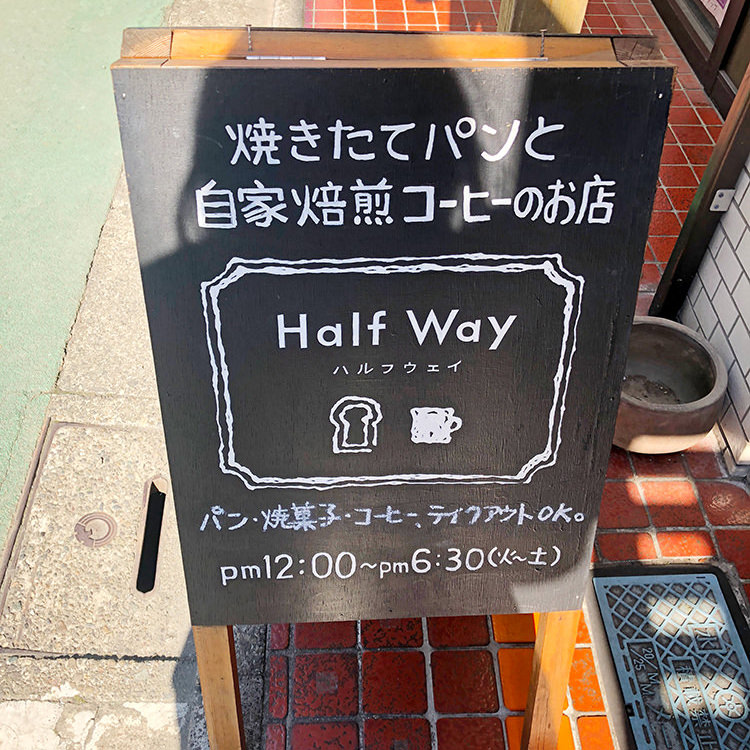 焼きたてパンと
自家焙煎コーヒーのお店
Half Way
ハルフウェイ
パン・焼菓子・コーヒー、テイクアウトOK。
pm12:00〜pm6:30(火〜土)